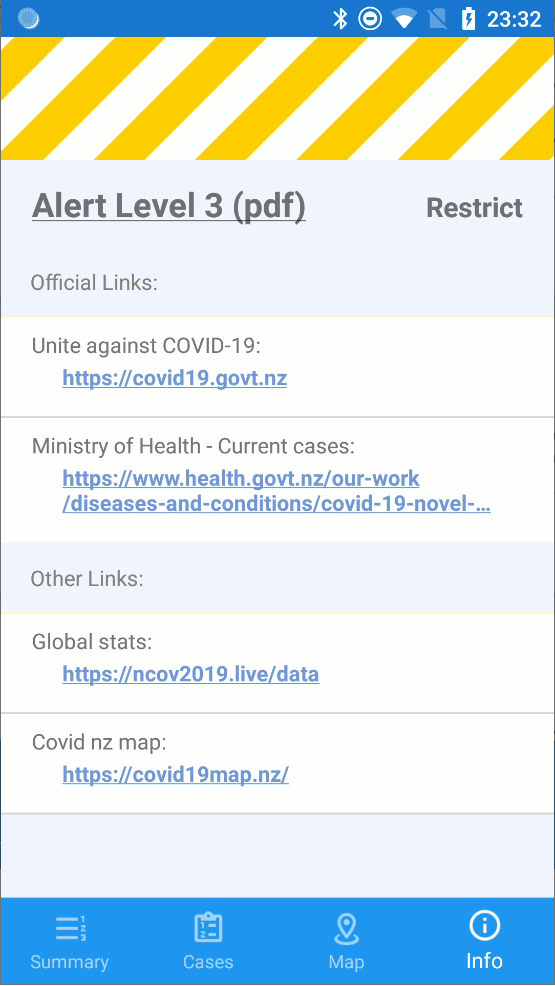 23:32
Alert Level 3 (pdf) Restrict
Official Links:
Unite against COVID-19:
https://covid19.govt.nz
Ministry of Health - Current cases:
https://www.health.govt.nz/our-work
/diseases-and-conditions/covid-19-novel-...
Other Links:
Global stats:
https://ncov2019.live/data
Covid nz map:
https://covid19map.nz/
Summary Cases Map Info